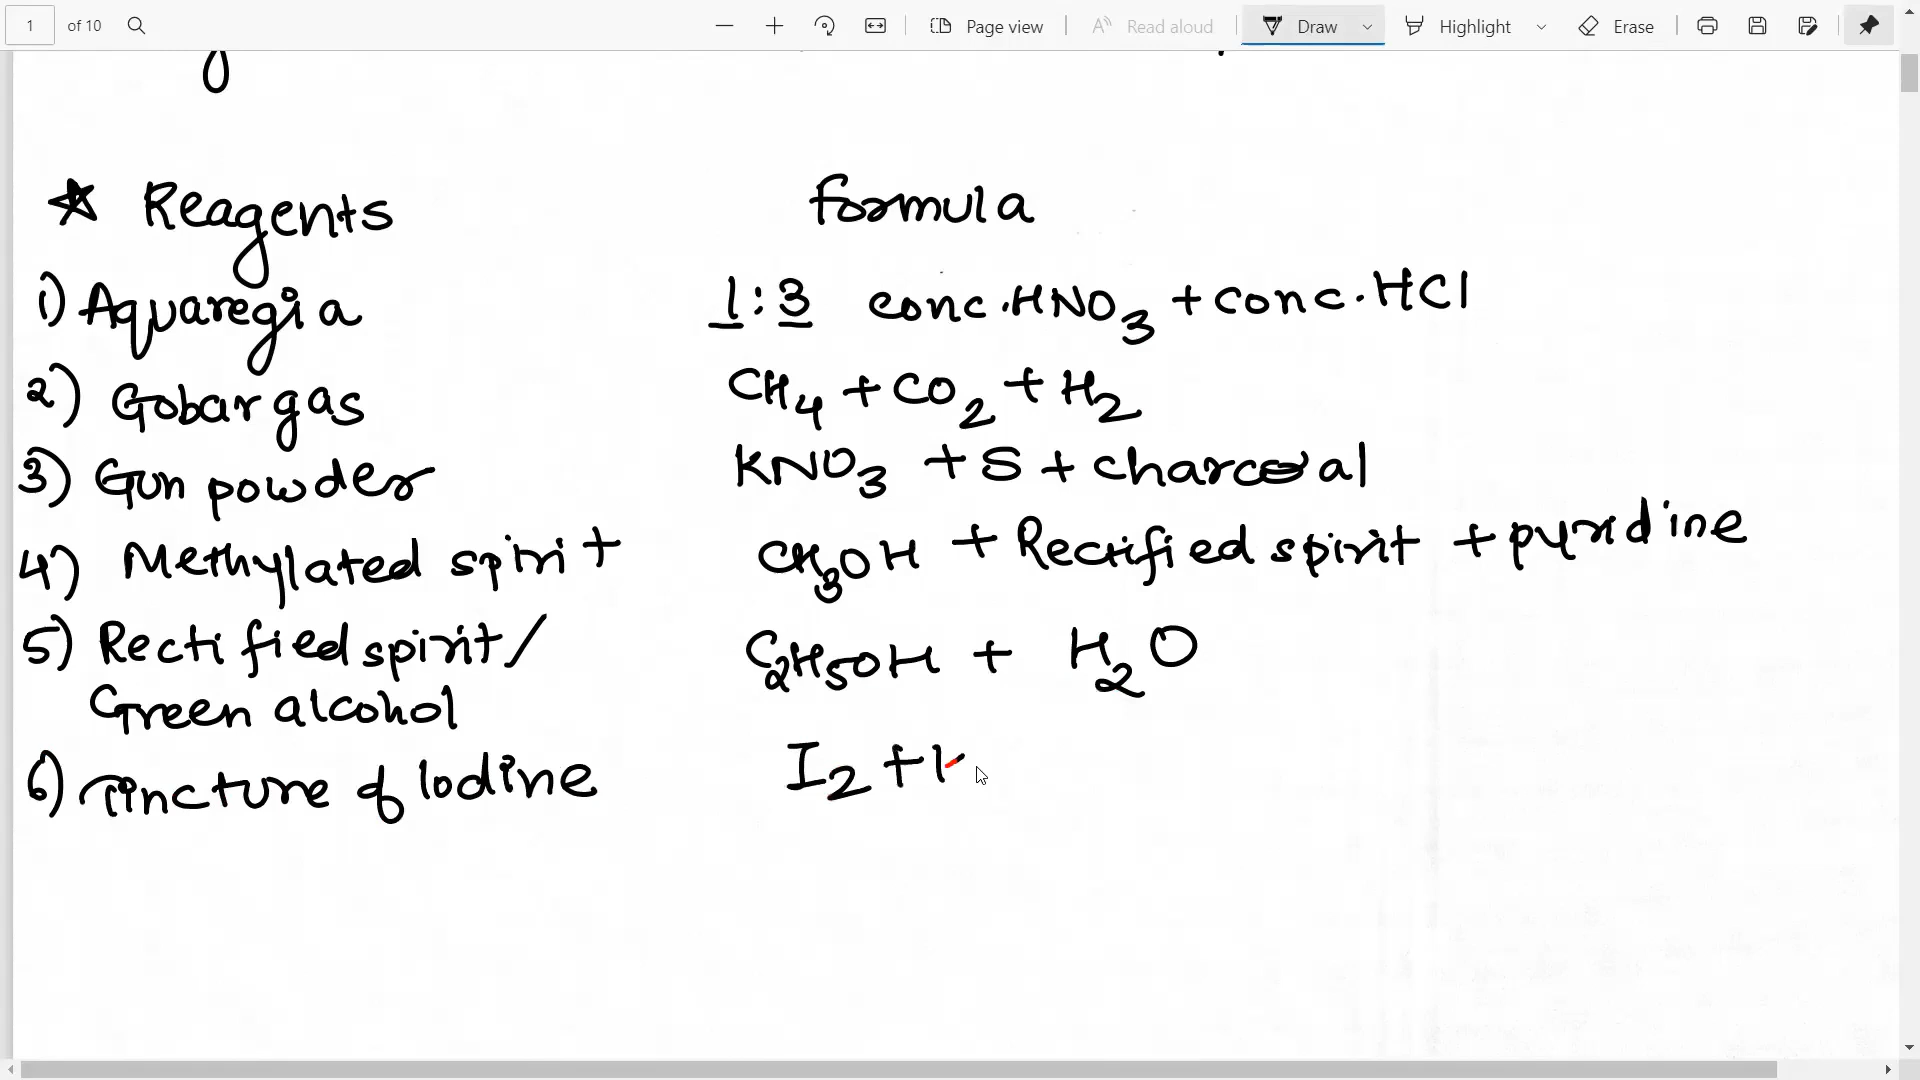 1 of 10 Page view Read aloud Draw Highlight Erase
☆ Reagents formula
1) Aquaregia 1:3 conc.HNO3 + conc.HCl
2) Gobar gas CH4 + CO2 + H2
3) Gun powder KNO3 + S + charcoal
4) Methylated spirit CH3OH + Rectified spirit + pyridine
5) Rectified spirit/ C2H5OH + H2O
Green alcohol
6) Tincture of Iodine I2 +